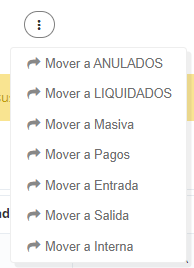 Mover a ANULADOS
Mover a LIQUIDADOS
Mover a Masiva
Mover a Pagos
Mover a Entrada
Mover a Salida
Mover a Interna